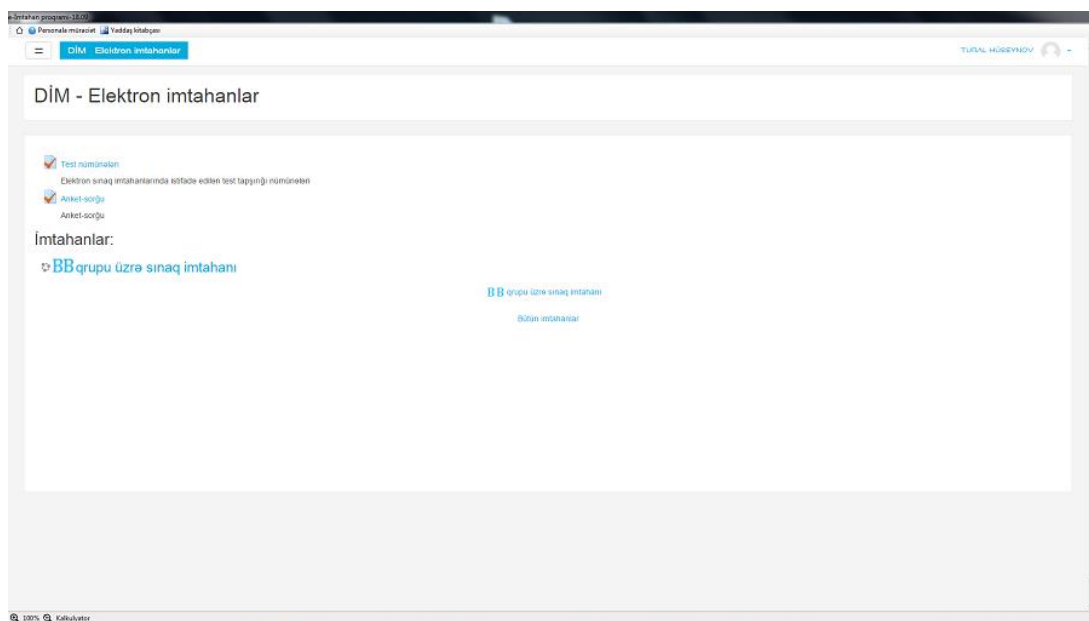 e-İmtahan proqramı-18.09
Personala müraciət Yaddaş kitabçası
DİM Elektron imtahanlar
TURAL HÜSEYNOV
DİM - Elektron imtahanlar
Test nümunələri
Elektron sınaq imtahanlarında istifadə edilən test tapşırığı nümunələri
Anket-sorğu
Anket-sorğu
İmtahanlar:
BB qrupu üzrə sınaq imtahanı
BB qrupu üzrə sınaq imtahanı
Bütün imtahanlar
100% Kalkulyator